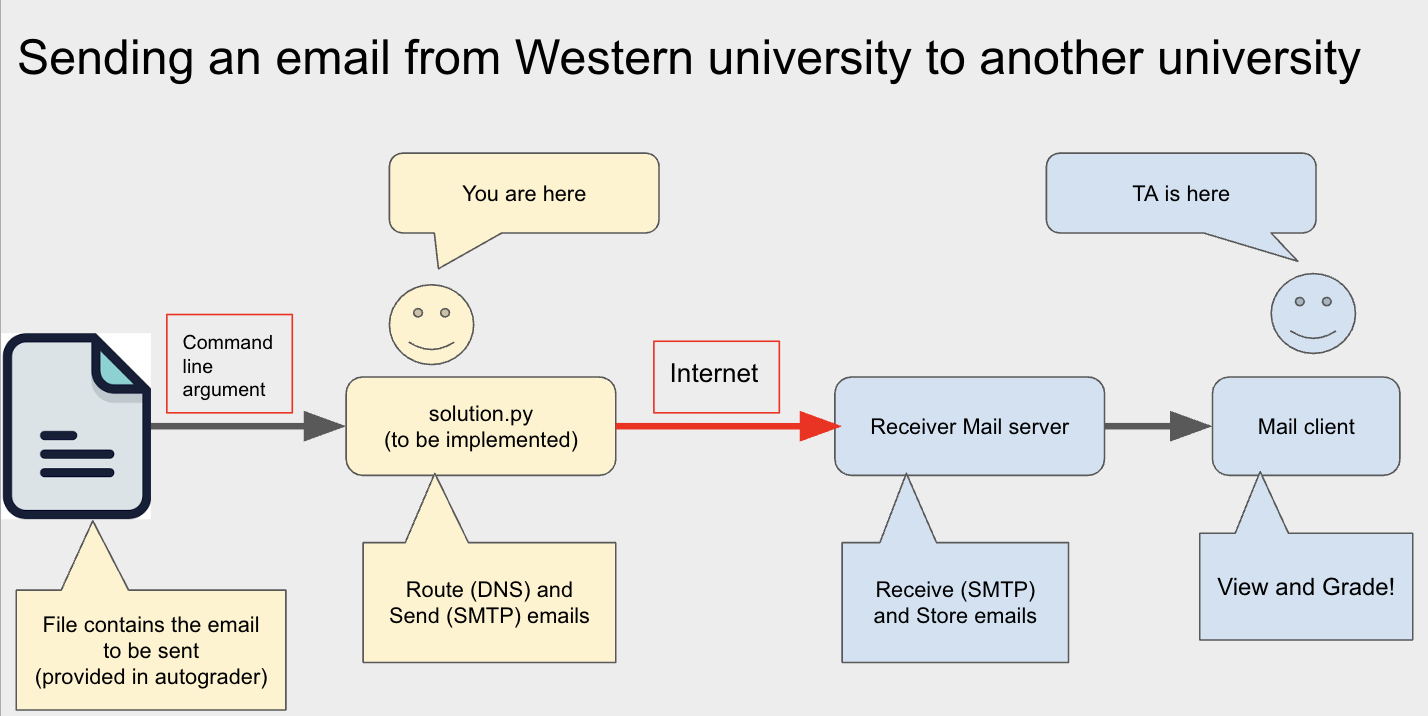 Sending an email from Western university to another university
You are here
TA is here
Command
line
argument
Internet
solution.py
(to be implemented)
Receiver Mail server
Mail client
File contains the email
to be sent
(provided in autograder)
Route (DNS) and
Send (SMTP) emails
Receive (SMTP)
and Store emails
View and Grade!